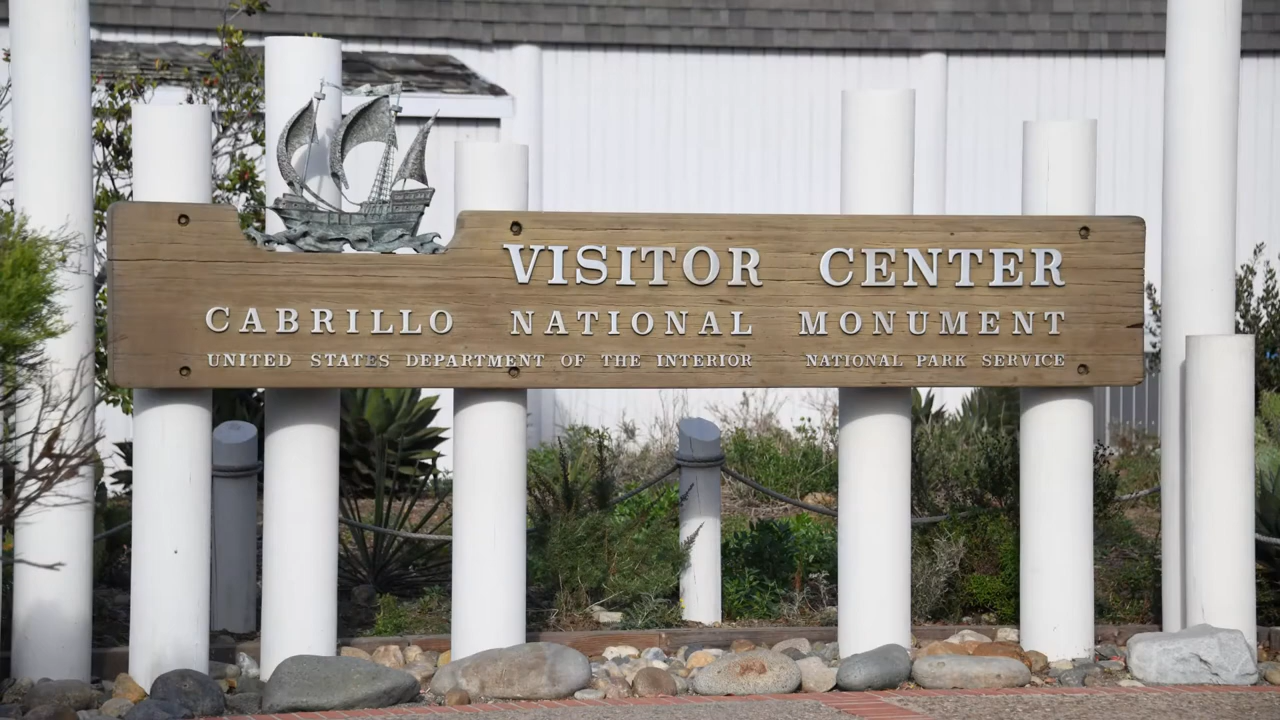 VISITOR CENTER
CABRILLO NATIONAL MONUMENT
UNITED STATES DEPARTMENT OF THE INTERIOR NATIONAL PARK SERVICE